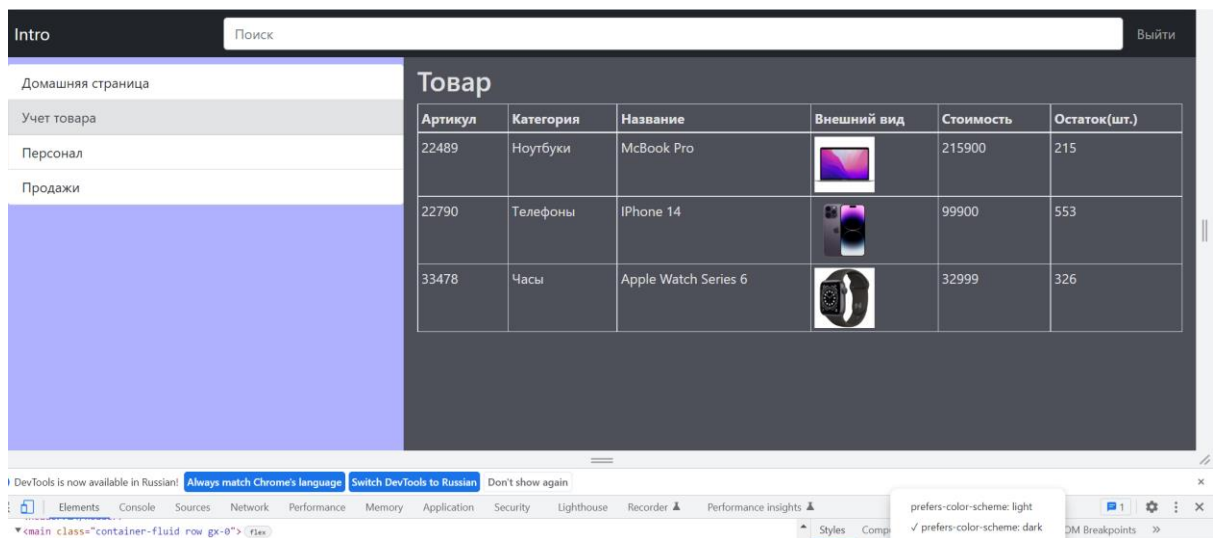 Intro Поиск Выйти
Домашняя страница
Учет товара
Персонал
Продажи
Товар
Артикул Категория Название Внешний вид Стоимость Остаток(шт.)
22489 Ноутбуки McBook Pro 215900 215
22790 Телефоны IPhone 14 99900 553
33478 Часы Apple Watch Series 6 32999 326
DevTools is now available in Russian! Always match Chrome's language Switch DevTools to Russian Don't show again
Elements Console Sources Network Performance Memory Application Security Lighthouse Recorder Performance insights 1
prefers-color-scheme: light
<main class="container-fluid row gx-0"> flex Styles Comp ✓ prefers-color-scheme: dark OM Breakpoints »